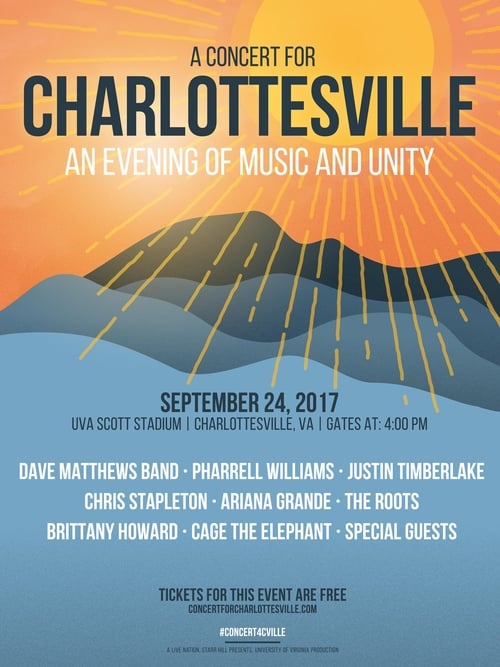 A CONCERT FOR
CHARLOTTESVILLE
AN EVENING OF MUSIC AND UNITY
SEPTEMBER 24, 2017
UVA SCOTT STADIUM | CHARLOTTESVILLE, VA | GATES AT: 4:00 PM
DAVE MATTHEWS BAND · PHARRELL WILLIAMS · JUSTIN TIMBERLAKE
CHRIS STAPLETON · ARIANA GRANDE · THE ROOTS
BRITTANY HOWARD · CAGE THE ELEPHANT · SPECIAL GUESTS
TICKETS FOR THIS EVENT ARE FREE
CONCERTFORCHARLOTTESVILLE.COM
#CONCERT4CVILLE
A LIVE NATION, STARR HILL PRESENTS, UNIVERSITY OF VIRGINIA PRODUCTION